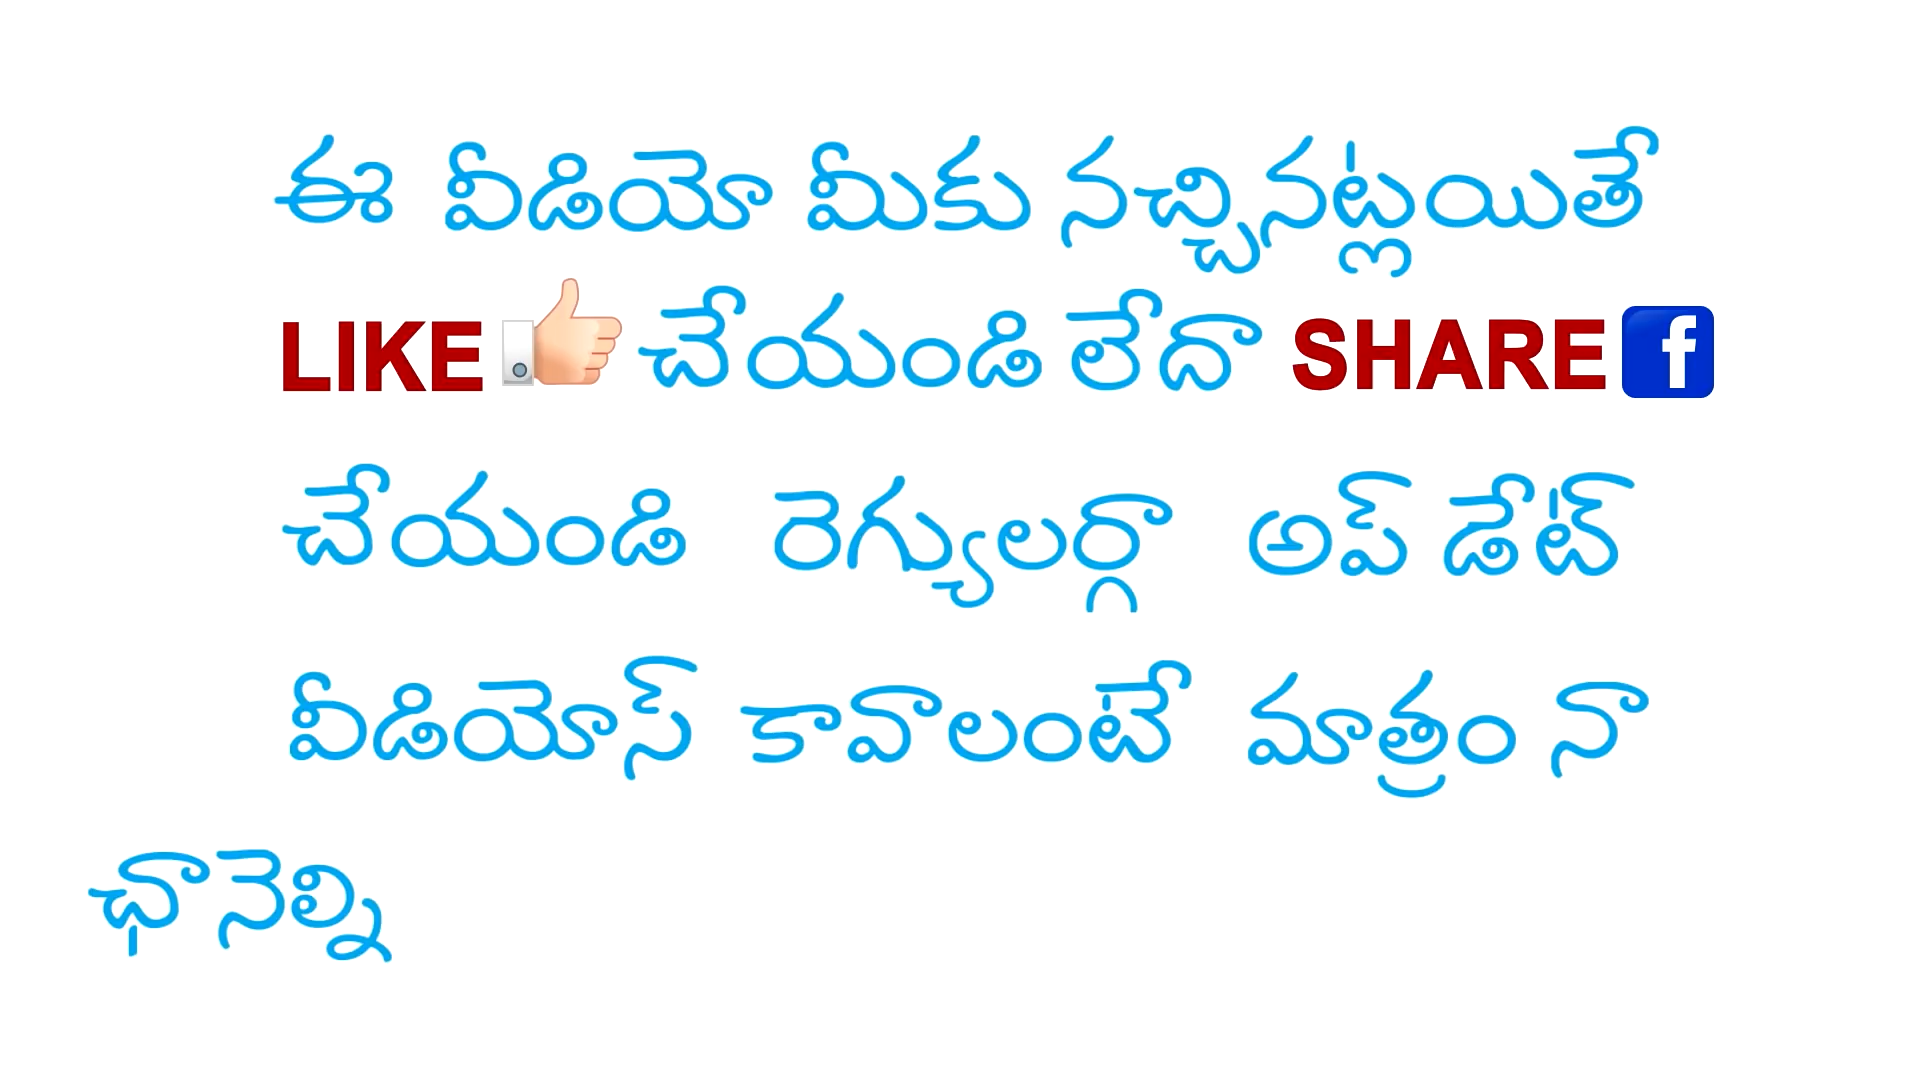 ఈ వీడియో మీకు నచ్చినట్లయితే
LIKE చేయండి లేదా SHARE f
చేయండి రెగ్యులర్గా అప్ డేట్
వీడియోస్ కావాలంటే మాత్రం నా
ఛానెల్ని